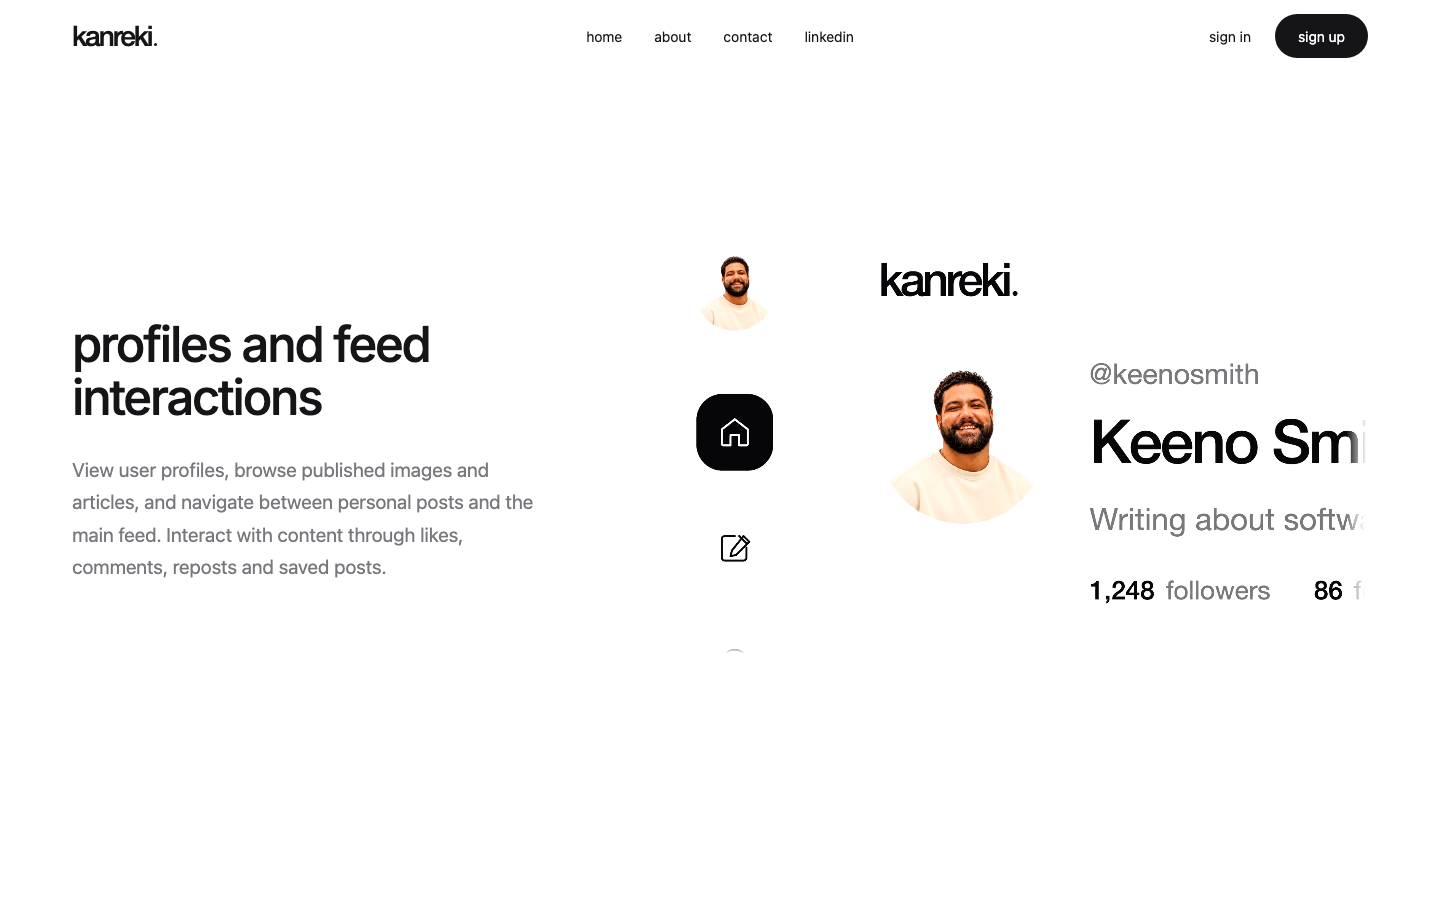 kanreki.
home about contact linkedin
sign in sign up
profiles and feed
interactions
View user profiles, browse published images and
articles, and navigate between personal posts and the
main feed. Interact with content through likes,
comments, reposts and saved posts.
kanreki.
@keenosmith
Keeno Smi
Writing about softwa
1,248 followers 86 f